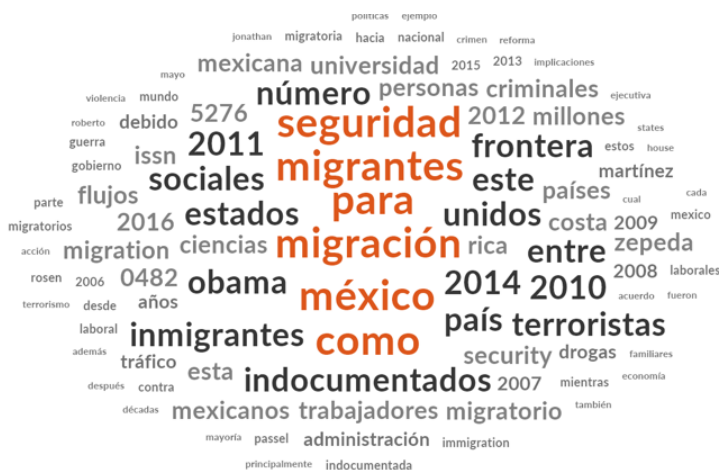 políticas ejemplo
jonathan migratoria hacia nacional crimen reforma
mexicana universidad 2015 2013 implicaciones
mayo número personas criminales ejecutiva
violencia mundo 5276 seguridad 2012 millones
roberto debido 2011 frontera estos states
guerra issn migrantes house
gobierno sociales este países martínez
parte flujos para cual cada
migratorios 2016 estados unidos costa 2009 mexico
acción migration ciencias migración rica entre zepeda
rosen 2006 0482 obama 2014 2010 2008 laborales
terrorismo desde años méxico acuerdo fueron
laboral inmigrantes como país terroristas
además tráfico security drogas familiares
después contra esta indocumentados 2007 mientras economía
décadas mexicanos trabajadores migratorio también
mayoría passel administración immigration
principalmente indocumentada